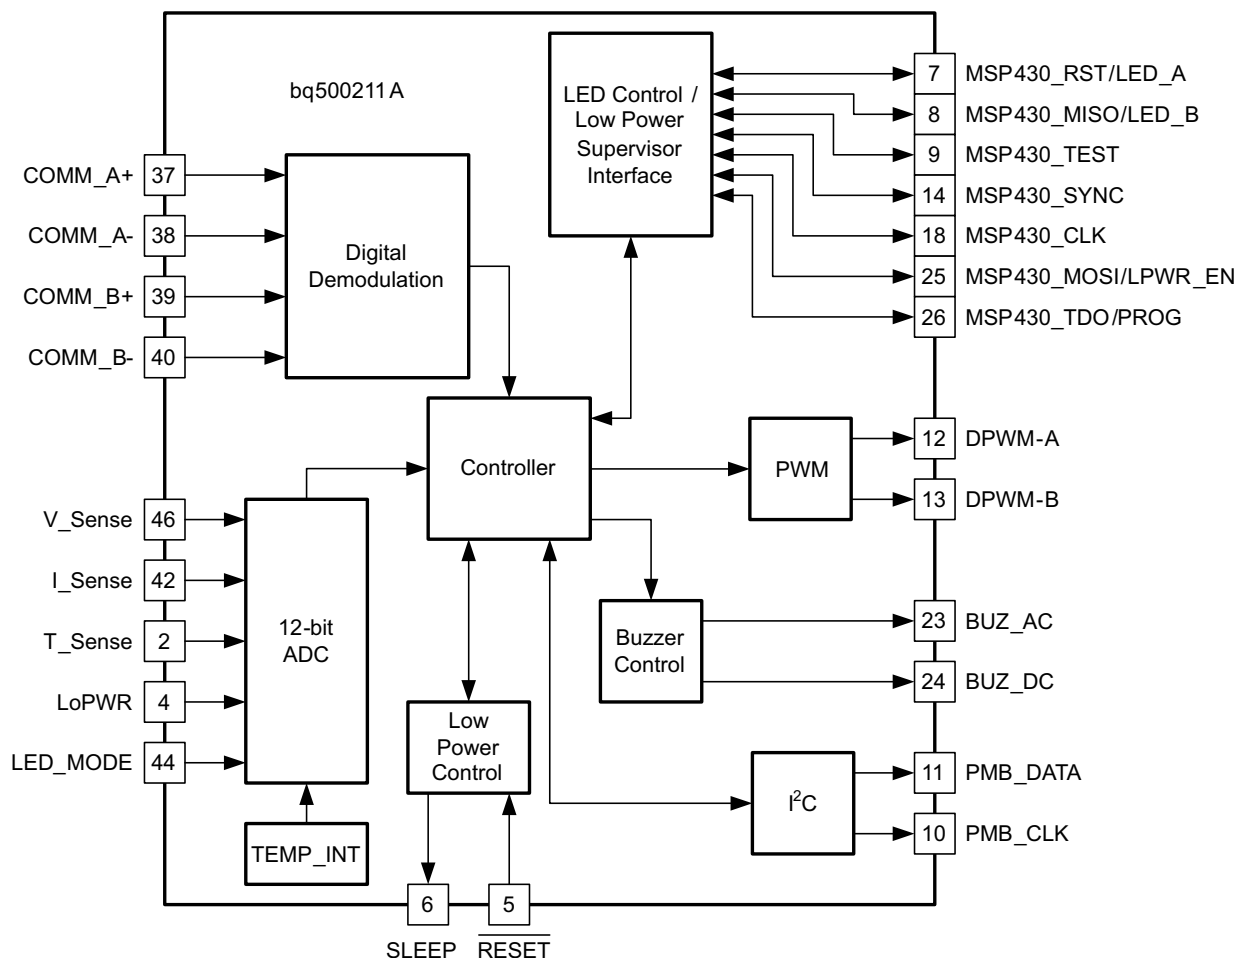 bq500211A
LED Control /
Low Power
Supervisor
Interface
7 MSP430_RST/LED_A
8 MSP430_MISO/LED_B
9 MSP430_TEST
14 MSP430_SYNC
18 MSP430_CLK
25 MSP430_MOSI/LPWR_EN
26 MSP430_TDO/PROG
COMM_A+ 37
COMM_A- 38
COMM_B+ 39
COMM_B- 40
Digital
Demodulation
Controller
PWM
12 DPWM-A
13 DPWM-B
V_Sense 46
I_Sense 42
T_Sense 2
LoPWR 4
LED_MODE 44
12-bit
ADC
TEMP_INT
Buzzer
Control
23 BUZ_AC
24 BUZ_DC
Low
Power
Control
I²C
11 PMB_DATA
10 PMB_CLK
6 5
SLEEP RESET